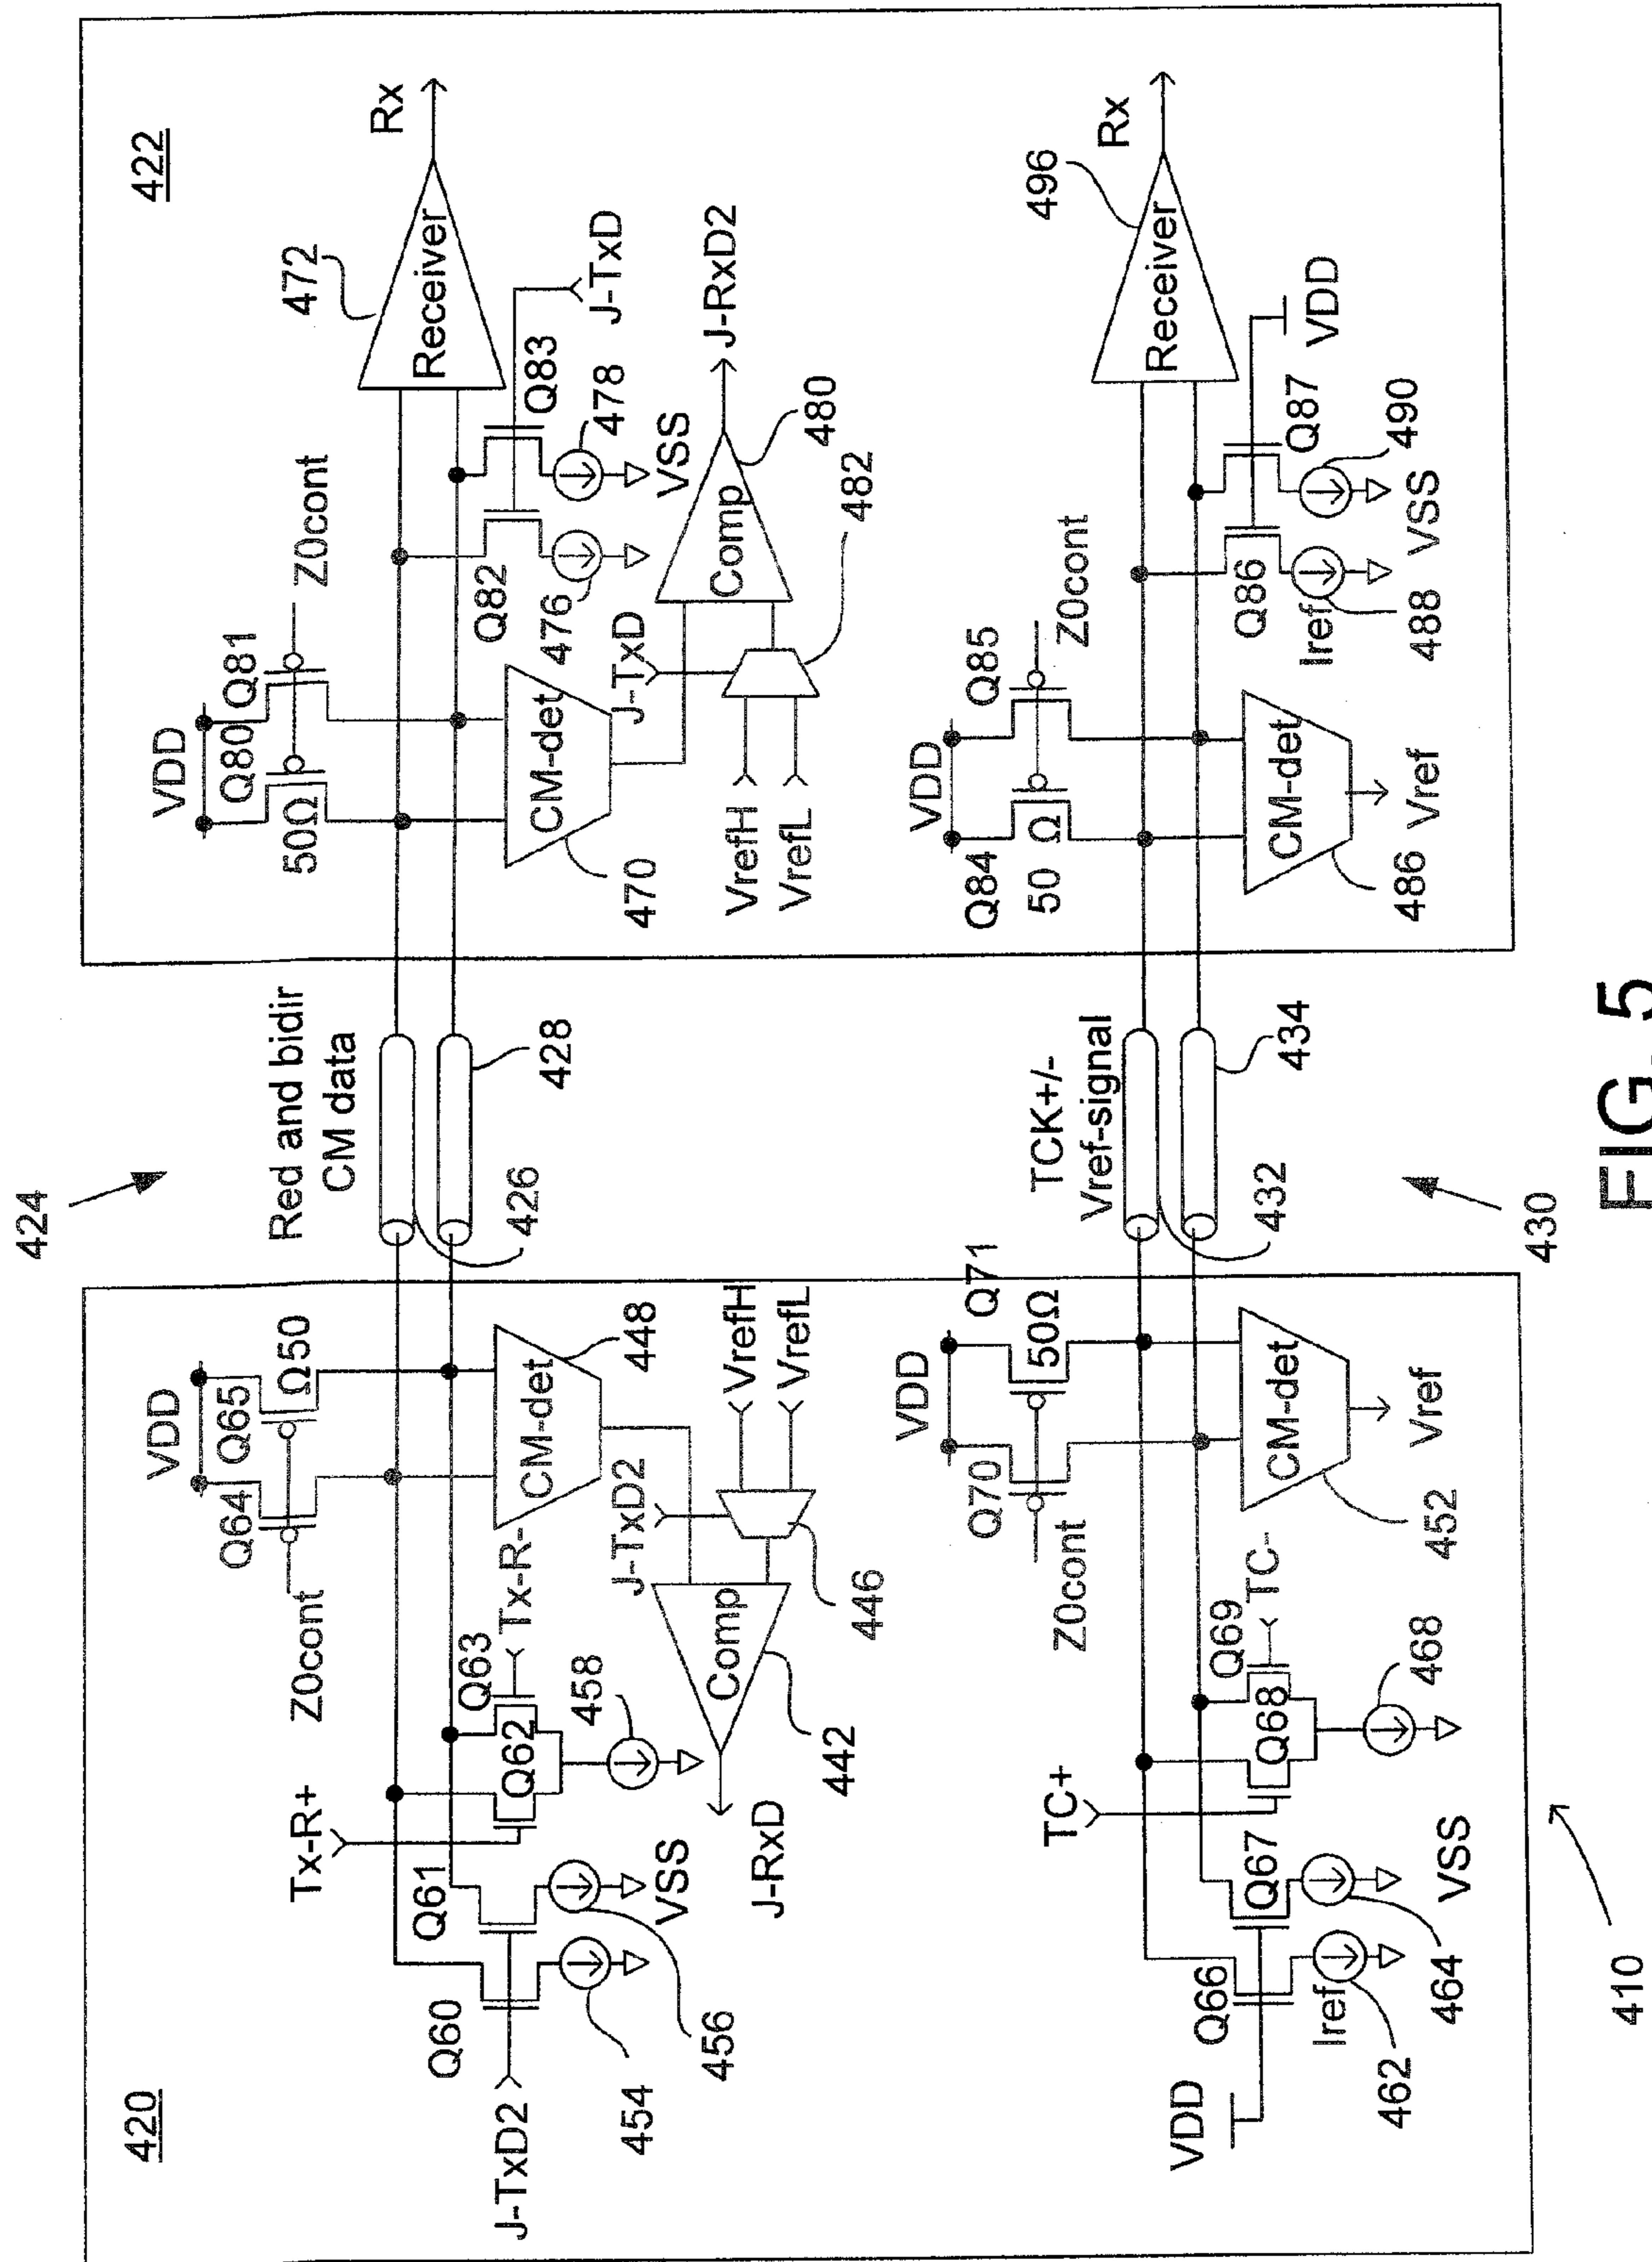 424
Red and bidir
CM data
426
428
420
VDD
Q64
Q65
Ω50
Z0cont
Tx-R+
Q61
Q62
Q63
Tx-R-
CM-det
448
Q60
J-TxD2
454
456
VSS
458
J-TxD2
VrefH
VrefL
Comp
446
442
J-RxD
422
VDD
Q80
Q81
50Ω
Z0cont
472
Receiver
Rx
Q82
Q83
J-TxD
476
478
VSS
CM-det
470
J-TxD
Comp
J-RxD2
480
482
VrefH
VrefL
TCK+/-
Vref-signal
432
434
430
VDD
Q70
Q71
50Ω
Z0cont
TC+
Q69
TC-
Q68
Q67
Q66
VDD
Iref
462
464
VSS
468
CM-det
452
Vref
410
VDD
Q84
Q85
50 Ω
Z0cont
496
Receiver
Rx
Q86
Q87
VDD
Iref
488
490
VSS
CM-det
486
Vref
FIG. 5